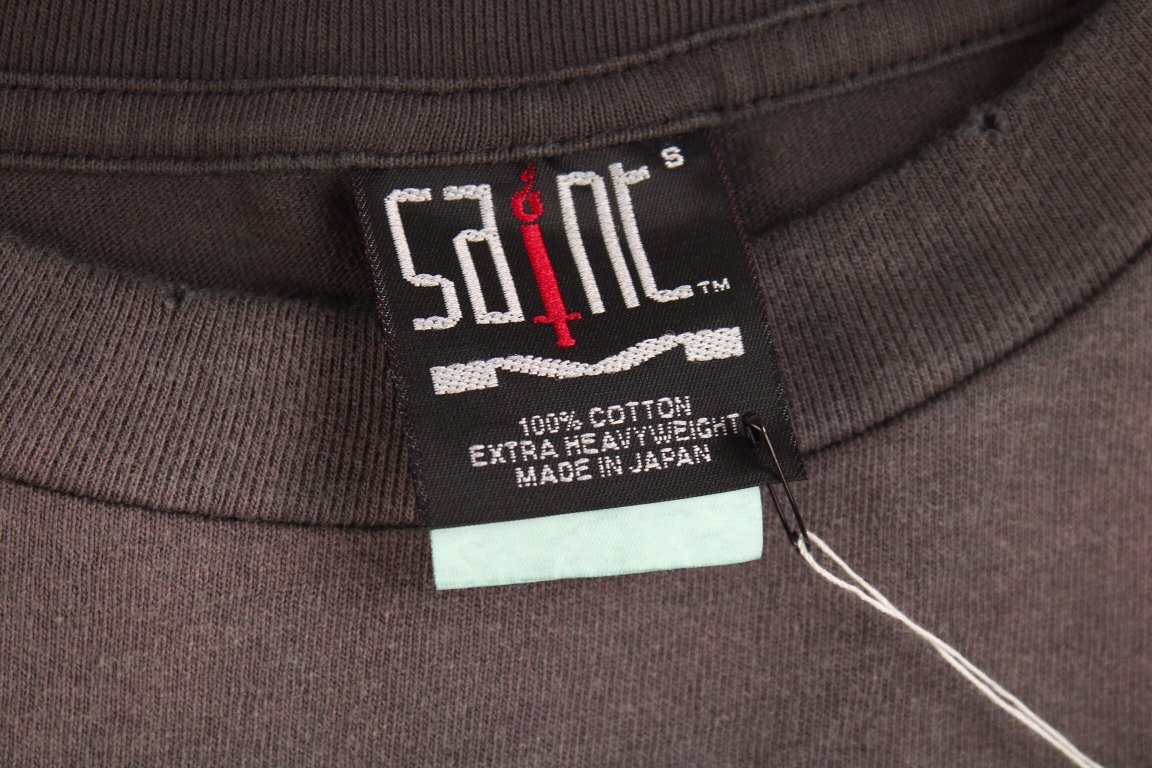 Saint S
™
100% COTTON
EXTRA HEAVYWEIGHT
MADE IN JAPAN